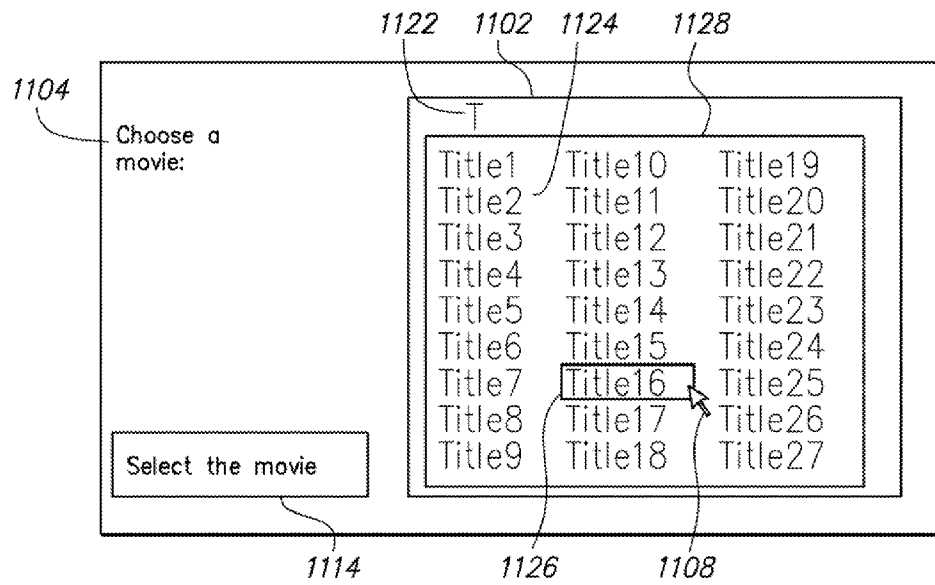 1122 1102 1124 1128
1104
T
Choose a
movie:
Title1 Title10 Title19
Title2 Title11 Title20
Title3 Title12 Title21
Title4 Title13 Title22
Title5 Title14 Title23
Title6 Title15 Title24
Title7 Title16 Title25
Title8 Title17 Title26
Title9 Title18 Title27
Select the movie
1114 1126 1108